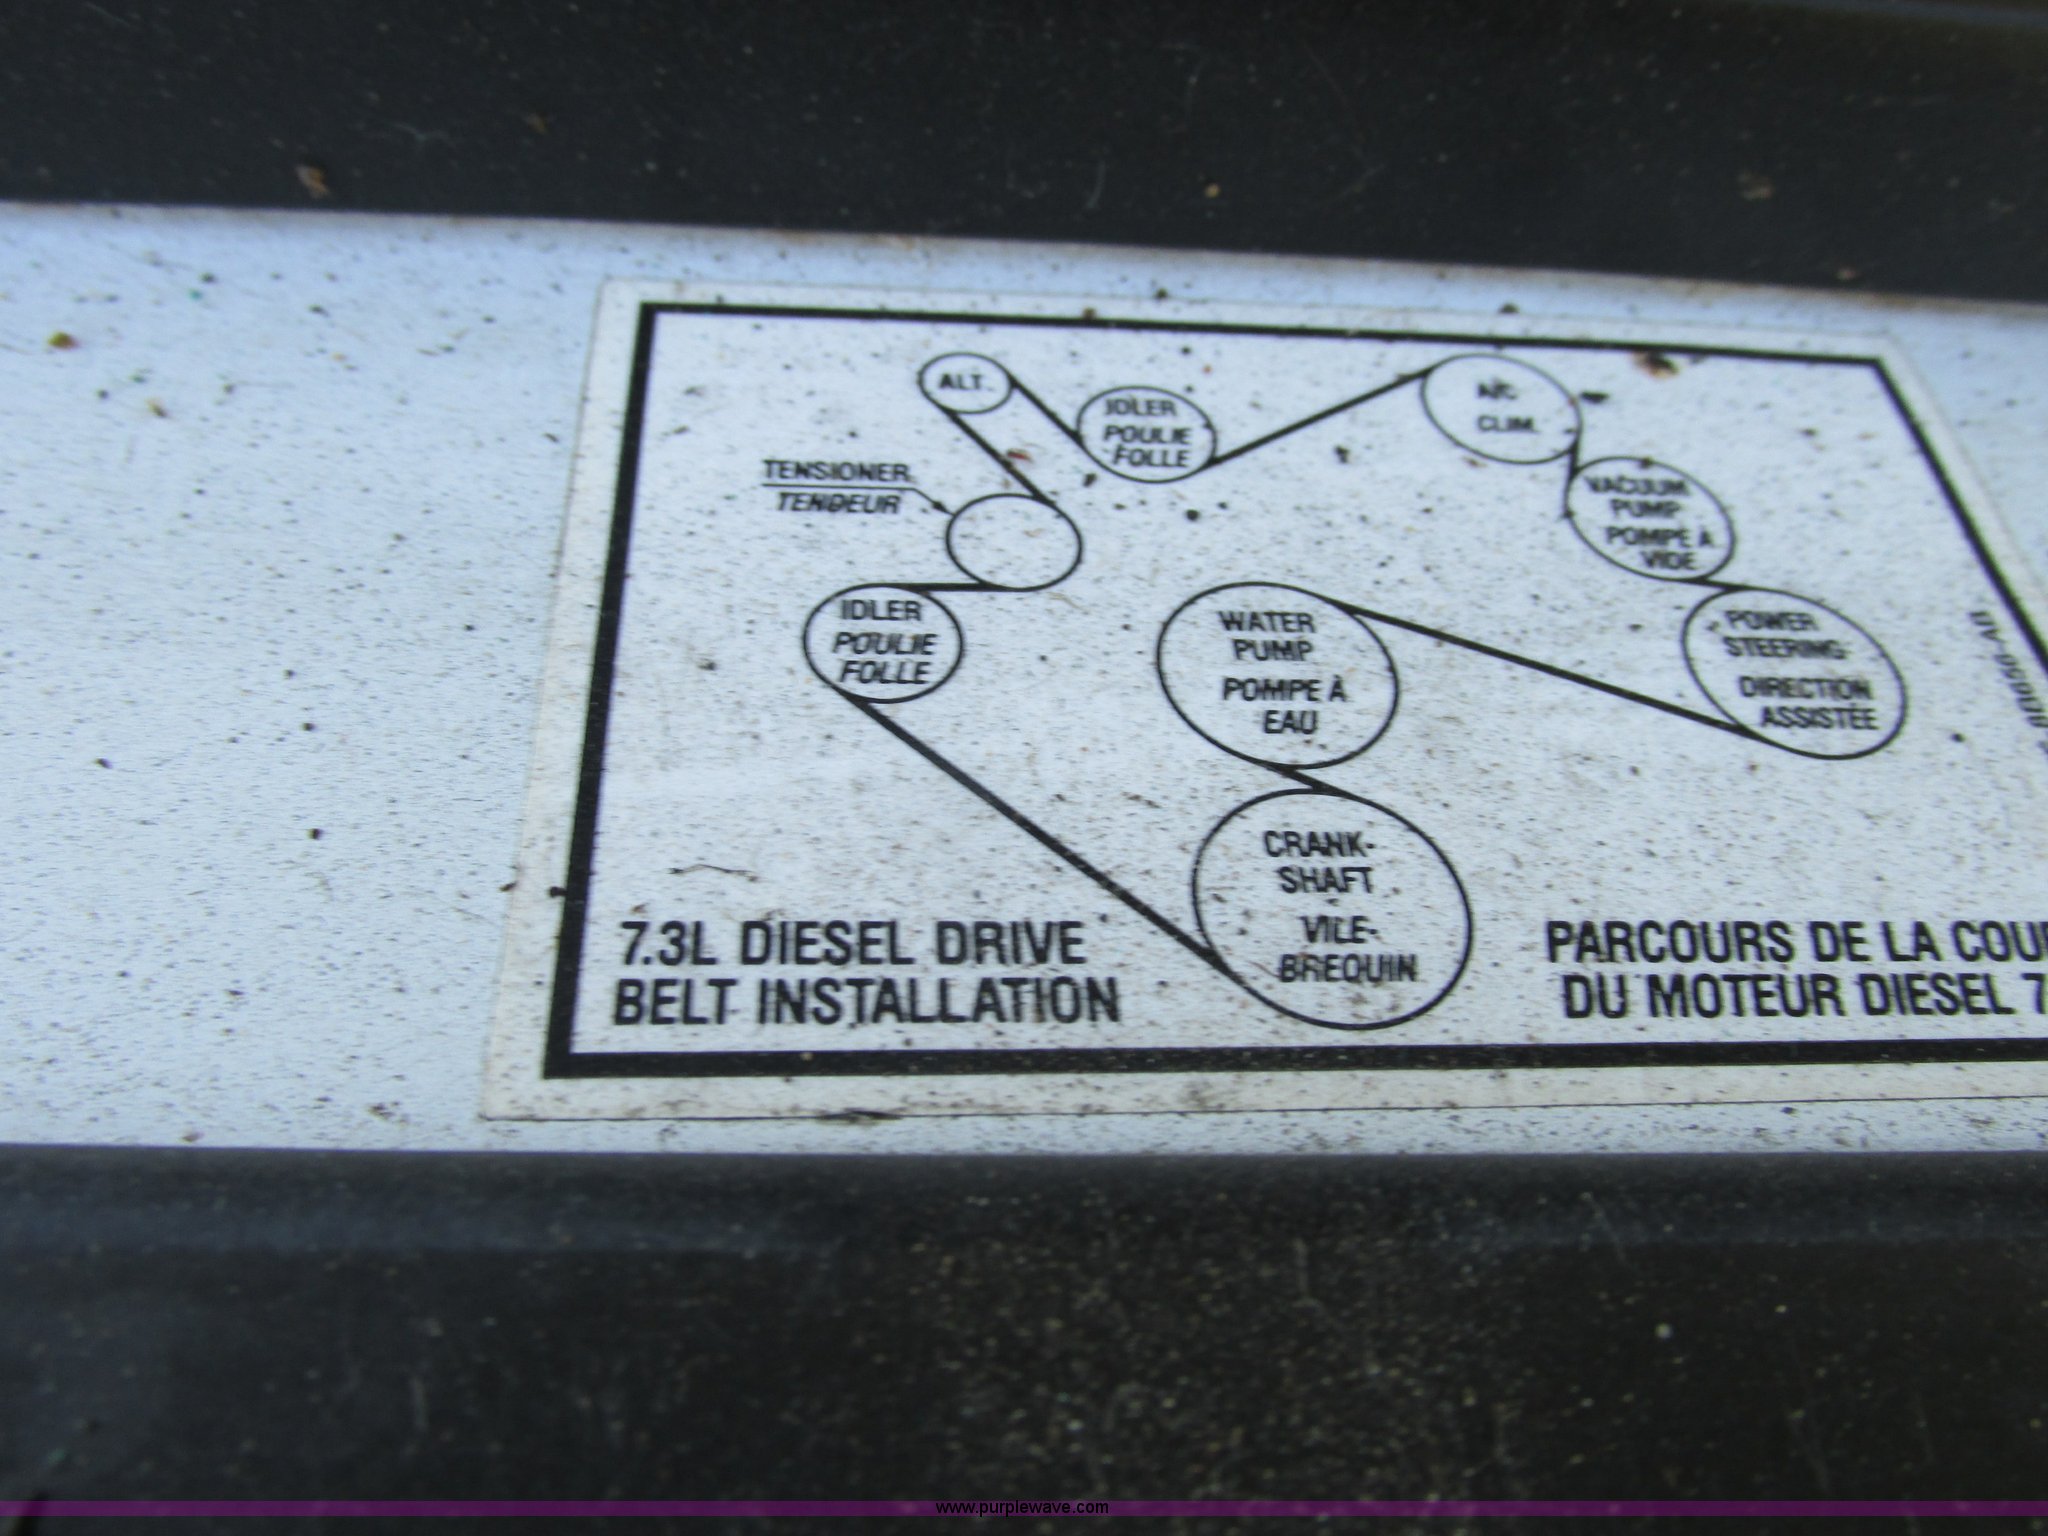 ALT.
IDLER
POULIE
FOLLE
A/C
CLIM.
TENSIONER
TENDEUR
VACUUM
PUMP
POMPE À
VIDE
IDLER
POULIE
FOLLE
WATER
PUMP
POMPE À
EAU
POWER
STEERING
DIRECTION
ASSISTÉE
CRANK-
SHAFT
VILE-
BREQUIN
7.3L DIESEL DRIVE
BELT INSTALLATION
PARCOURS DE LA COU
DU MOTEUR DIESEL 7
www.purplewave.com